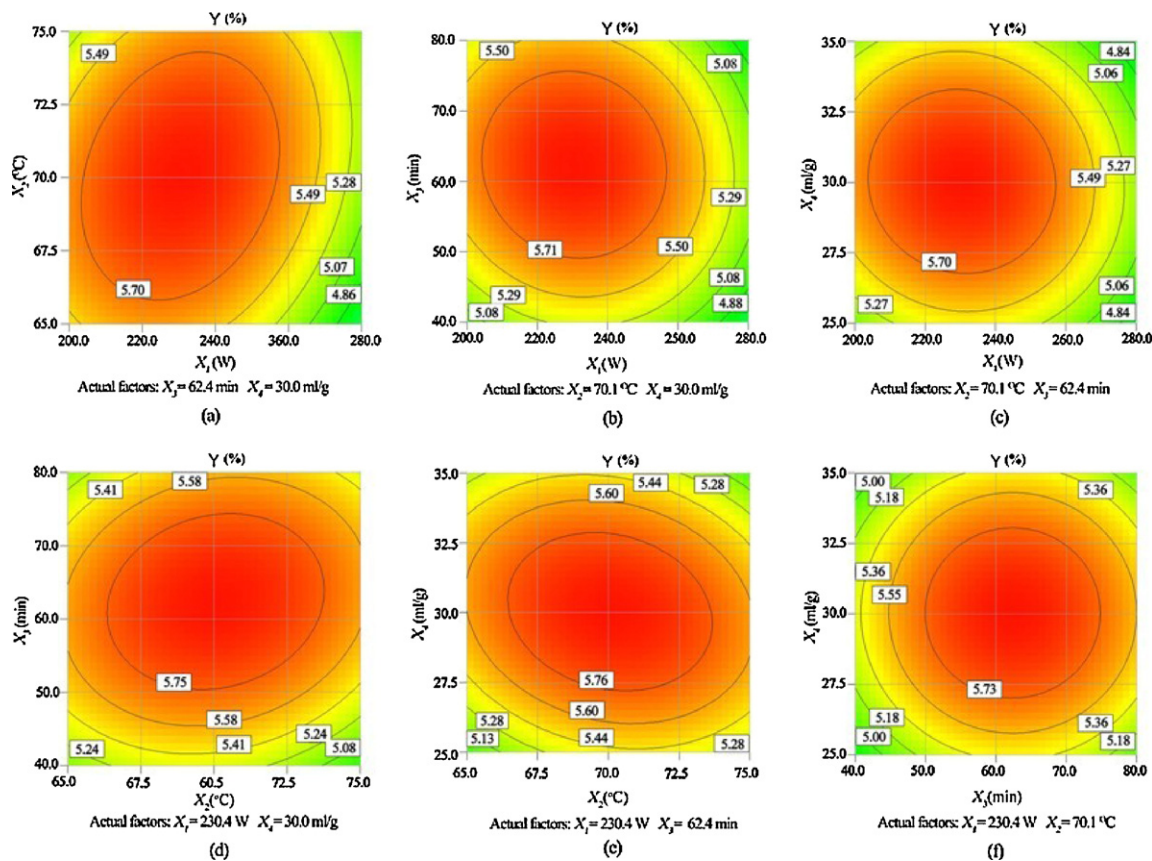 Y (%)
75.0
72.5
70.0
67.5
65.0
X2(°C)
5.49
5.28
5.49
5.07
4.86
5.70
200.0 220.0 240.0 360.0 280.0
X1(W)
Actual factors: X3= 62.4 min X4= 30.0 ml/g
(a)
Y (%)
80.0
70.0
60.0
50.0
40.0
X3(min)
5.50
5.08
5.29
5.71
5.50
5.08
5.29
4.88
5.08
200.0 220.0 240.0 260.0 280.0
X1(W)
Actual factors: X2= 70.1 °C X4= 30.0 ml/g
(b)
Y (%)
35.0
32.5
30.0
27.5
25.0
X4(ml/g)
4.84
5.06
5.27
5.49
5.70
5.06
5.27
4.84
200.0 220.0 240.0 260.0 280.0
X1(W)
Actual factors: X2= 70.1 °C X3= 62.4 min
(c)
Y (%)
80.0
70.0
60.0
50.0
40.0
X3(min)
5.58
5.41
5.75
5.58
5.24
5.41
5.24
5.08
65.0 67.5 60.5 72.5 75.0
X2(°C)
Actual factors: X1= 230.4 W X4= 30.0 ml/g
(d)
Y (%)
35.0
32.5
30.0
27.5
25.0
X4(ml/g)
5.44
5.28
5.60
5.76
5.60
5.28
5.13
5.44
5.28
65.0 67.5 70.0 72.5 75.0
X2(°C)
Actual factors: X1= 230.4 W X3= 62.4 min
(e)
Y (%)
35.0
32.5
30.0
27.5
25.0
X4(ml/g)
5.00
5.18
5.36
5.36
5.55
5.73
5.18
5.36
5.00
5.18
40.0 50.0 60.0 70.0 80.0
X3(min)
Actual factors: X1= 230.4 W X2= 70.1 °C
(f)